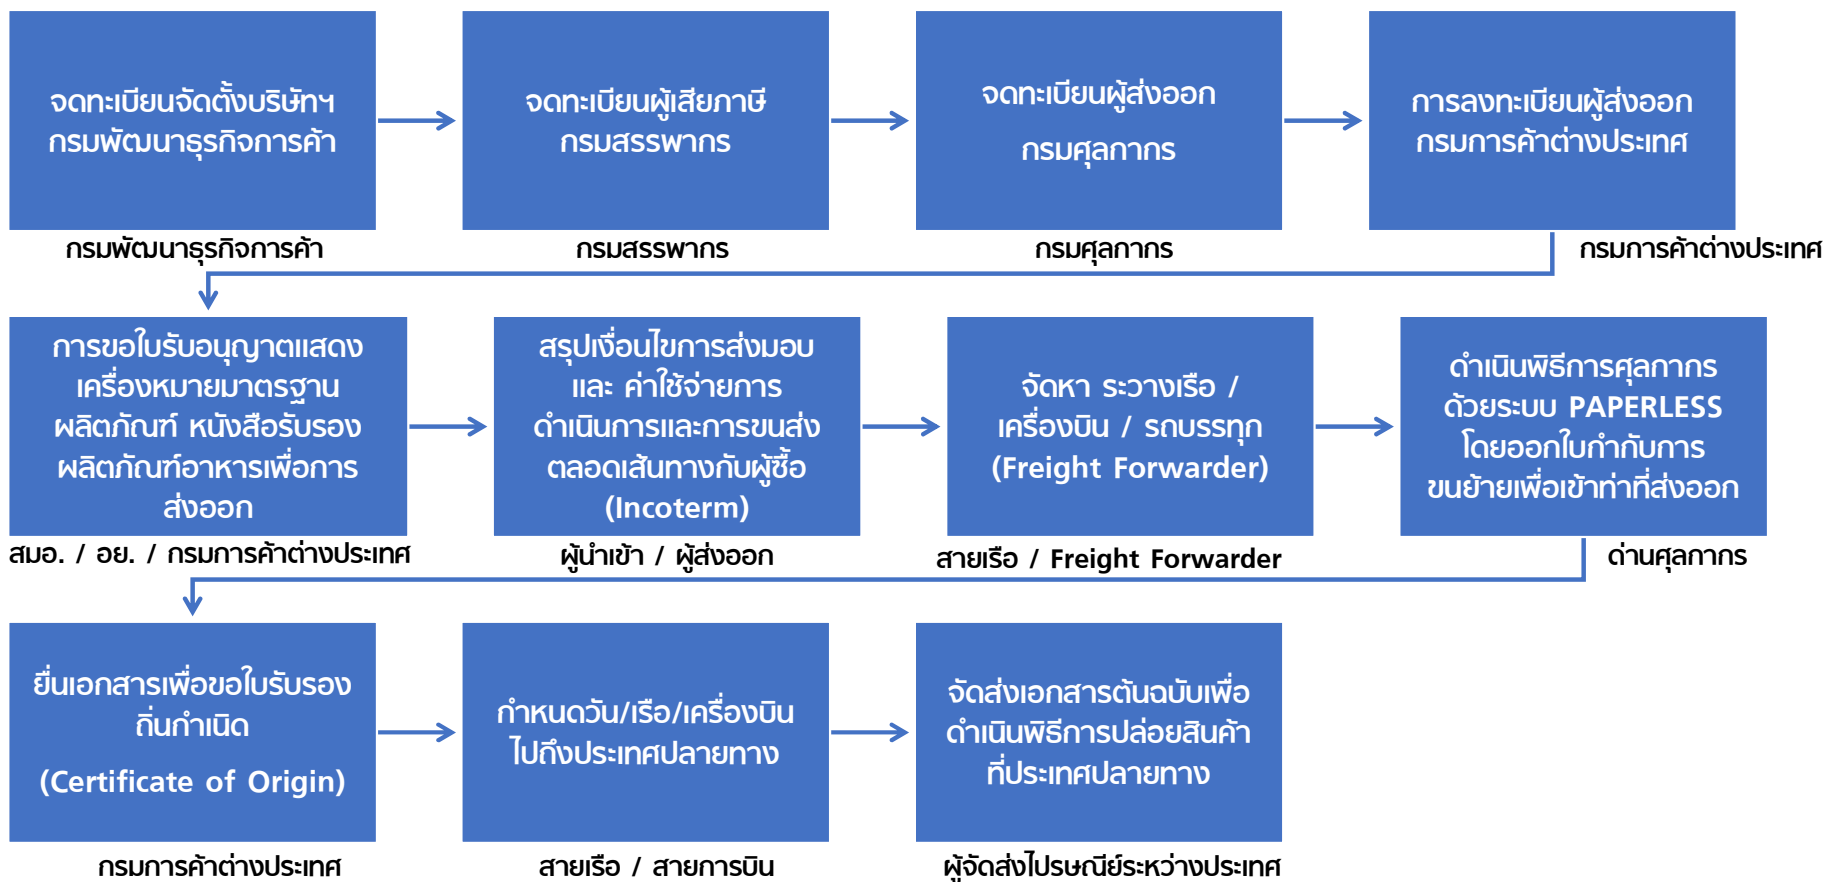 จดทะเบียนจัดตั้งบริษัทฯ
กรมพัฒนาธุรกิจการค้า
จดทะเบียนผู้เสียภาษี
กรมสรรพากร
จดทะเบียนผู้ส่งออก
กรมศุลกากร
การลงทะเบียนผู้ส่งออก
กรมการค้าต่างประเทศ
กรมพัฒนาธุรกิจการค้า
กรมสรรพากร
กรมศุลกากร
กรมการค้าต่างประเทศ
การขอใบรับอนุญาตแสดง
เครื่องหมายมาตรฐาน
ผลิตภัณฑ์ หนังสือรับรอง
ผลิตภัณฑ์อาหารเพื่อการ
ส่งออก
สรุปเงื่อนไขการส่งมอบ
และ ค่าใช้จ่ายการ
ดำเนินการและการขนส่ง
ตลอดเส้นทางกับผู้ซื้อ
(Incoterm)
จัดหา ระวางเรือ /
เครื่องบิน / รถบรรทุก
(Freight Forwarder)
ดำเนินพิธีการศุลกากร
ด้วยระบบ PAPERLESS
โดยออกใบกำกับการ
ขนย้ายเพื่อเข้าท่าที่ส่งออก
สมอ. / อย. / กรมการค้าต่างประเทศ
ผู้นำเข้า / ผู้ส่งออก
สายเรือ / Freight Forwarder
ด่านศุลกากร
ยื่นเอกสารเพื่อขอใบรับรอง
ถิ่นกำเนิด
(Certificate of Origin)
กำหนดวัน/เรือ/เครื่องบิน
ไปถึงประเทศปลายทาง
จัดส่งเอกสารต้นฉบับเพื่อ
ดำเนินพิธีการปล่อยสินค้า
ที่ประเทศปลายทาง
กรมการค้าต่างประเทศ
สายเรือ / สายการบิน
ผู้จัดส่งไปรษณีย์ระหว่างประเทศ